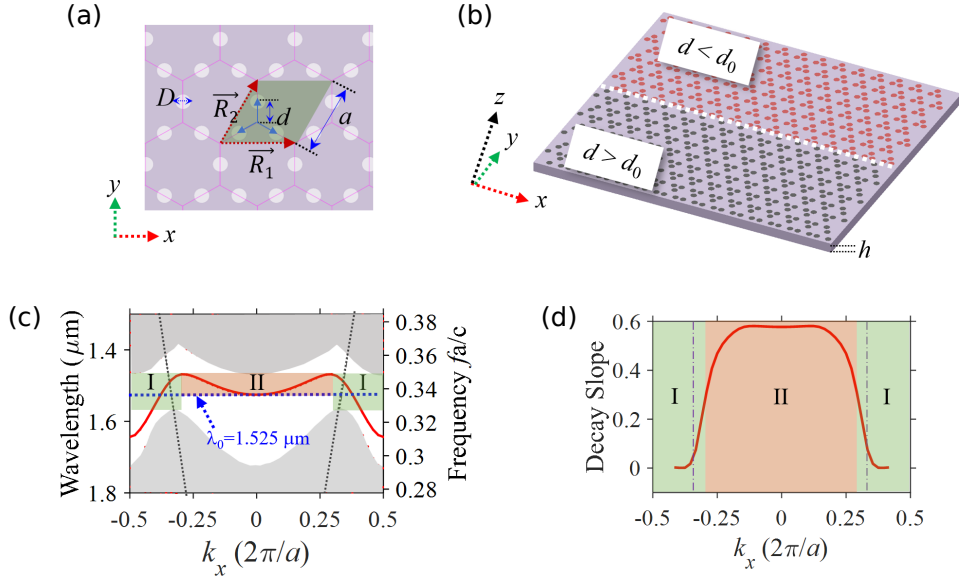 (a)
D
R₂
d
a
R₁
y
x
(b)
d < d₀
d > d₀
z
y
x
h
(c)
Wavelength (μm)
1.4
1.6
1.8
I
II
I
λ₀=1.525 μm
0.38
0.36
0.34
0.32
0.3
0.28
Frequency fa/c
-0.5
-0.25
0
0.25
0.5
kₓ (2π/a)
(d)
Decay Slope
0.6
0.4
0.2
0
I
II
I
-0.5
-0.25
0
0.25
0.5
kₓ (2π/a)